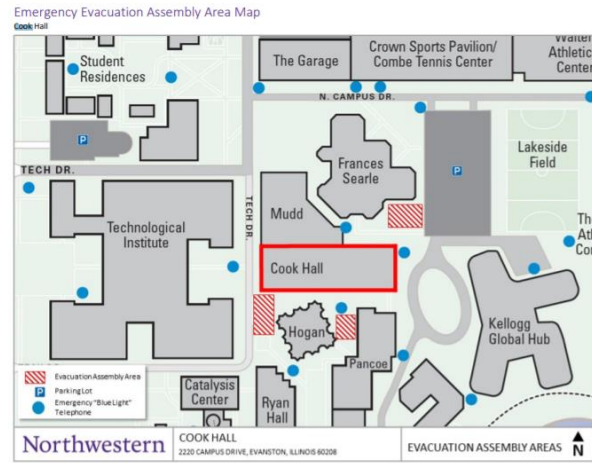 Emergency Evacuation Assembly Area Map
Cook Hall
Student
Residences
The Garage
Crown Sports Pavilion/
Combe Tennis Center
Walter
Athletic
Center
N. CAMPUS DR.
P
TECH DR.
Frances
Searle
P
Lakeside
Field
Technological
Institute
TECH DR.
Mudd
Cook Hall
Hogan
Kellogg
Global Hub
Pancoe
Catalysis
Center
Ryan
Hall
Evacuation Assembly Area
P Parking Lot
Emergency "Blue Light"
Telephone
Northwestern
COOK HALL
2220 CAMPUS DRIVE, EVANSTON, ILLINOIS 60208
EVACUATION ASSEMBLY AREAS
N